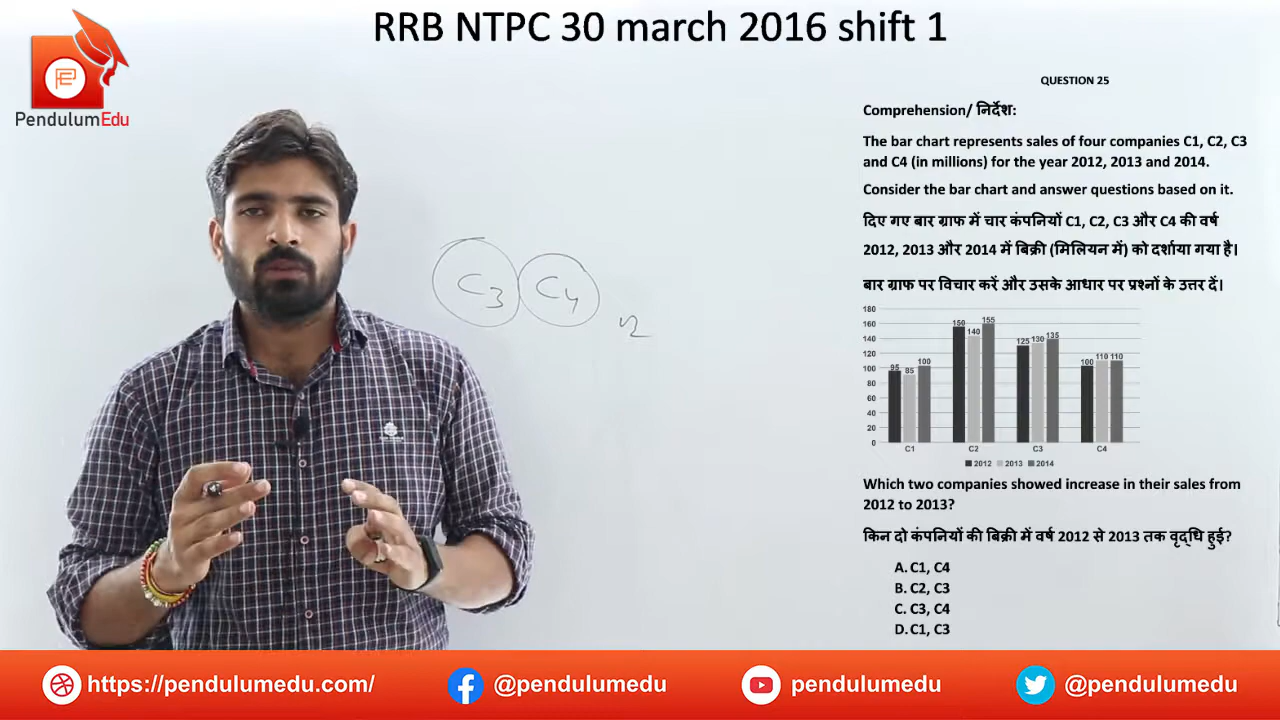 RRB NTPC 30 march 2016 shift 1
PendulumEdu
QUESTION 25
Comprehension/ निर्देश:
The bar chart represents sales of four companies C1, C2, C3
and C4 (in millions) for the year 2012, 2013 and 2014.
Consider the bar chart and answer questions based on it.
दिए गए बार ग्राफ में चार कंपनियों C1, C2, C3 और C4 की वर्ष
2012, 2013 और 2014 में बिक्री (मिलियन में) को दर्शाया गया है।
बार ग्राफ पर विचार करें और उसके आधार पर प्रश्नों के उत्तर दें।
C3 C4
180
160
140
120
100
80
60
40
20
0
95 85 100
150 140 155
125 130 135
100 110 110
C1 C2 C3 C4
2012 2013 2014
Which two companies showed increase in their sales from
2012 to 2013?
किन दो कंपनियों की बिक्री में वर्ष 2012 से 2013 तक वृद्धि हुई?
A. C1, C4
B. C2, C3
C. C3, C4
D. C1, C3
https://pendulumedu.com/ @pendulumedu pendulumedu @pendulumedu